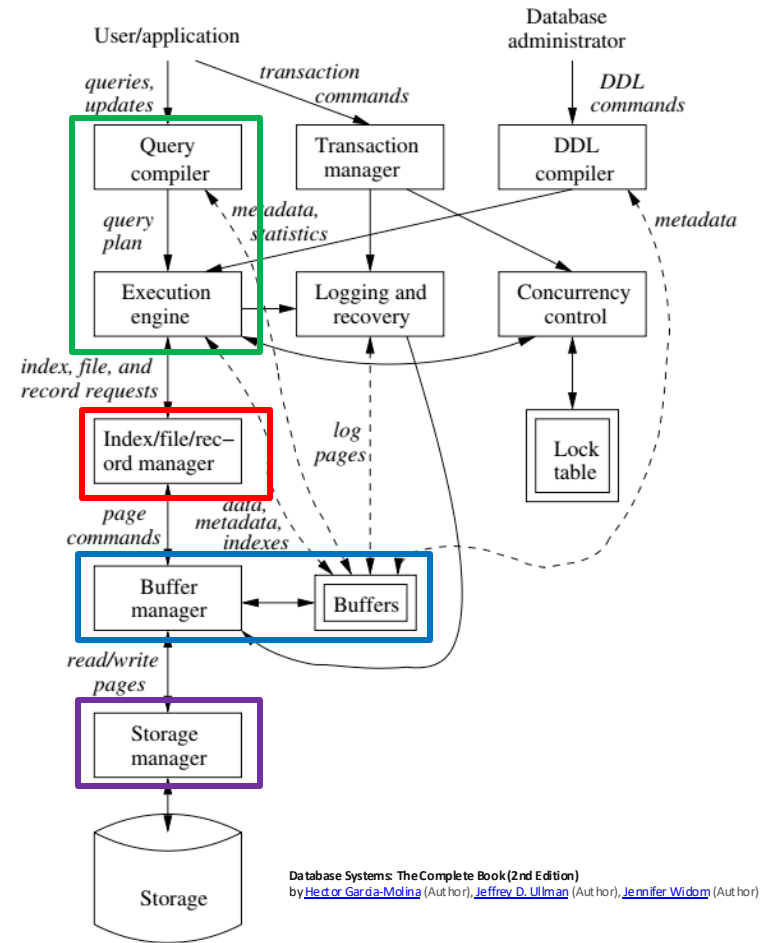 User/application
Database
administrator
queries,
updates
transaction
commands
DDL
commands
Query
compiler
Transaction
manager
DDL
compiler
query
plan
metadata,
statistics
metadata
Execution
engine
Logging and
recovery
Concurrency
control
index, file, and
record requests
Index/file/rec-
ord manager
log
pages
Lock
table
page
commands
data,
metadata,
indexes
Buffer
manager
Buffers
read/write
pages
Storage
manager
Storage
Database Systems: The Complete Book (2nd Edition)
by Hector Garcia-Molina (Author), Jeffrey D. Ullman (Author), Jennifer Widom (Author)